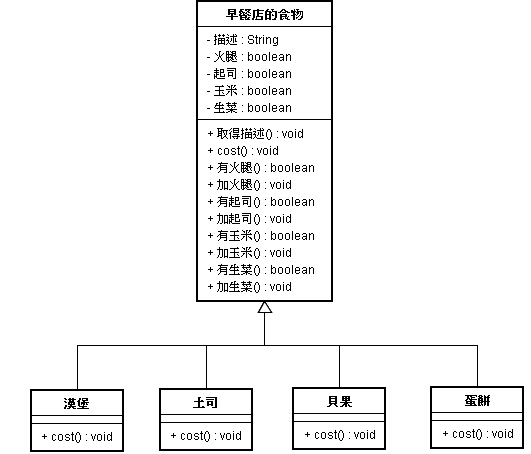 早餐店的食物
- 描述 : String
- 火腿 : boolean
- 起司 : boolean
- 玉米 : boolean
- 生菜 : boolean
+ 取得描述() : void
+ cost() : void
+ 有火腿() : boolean
+ 加火腿() : void
+ 有起司() : boolean
+ 加起司() : void
+ 有玉米() : boolean
+ 加玉米() : void
+ 有生菜() : boolean
+ 加生菜() : void
漢堡
+ cost() : void
土司
+ cost() : void
貝果
+ cost() : void
蛋餅
+ cost() : void